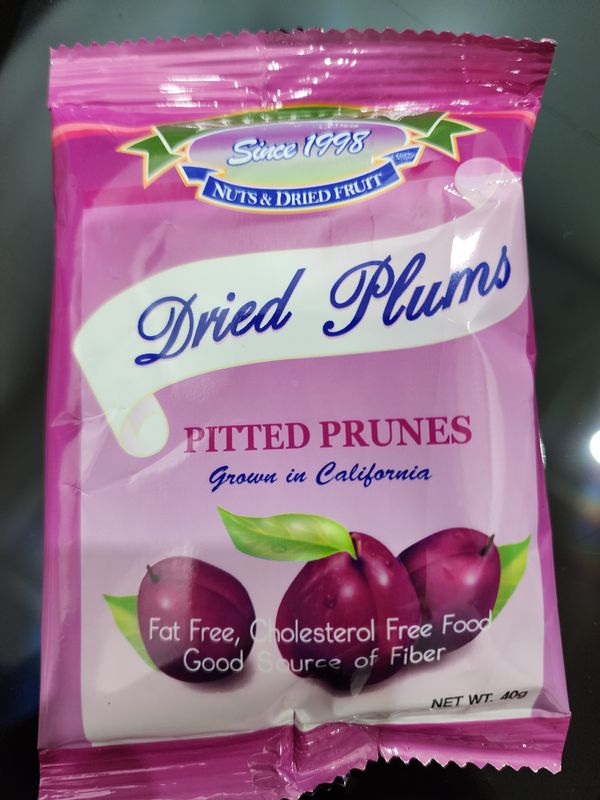 Since 1998
NUTS & DRIED FRUIT
Dried Plums
PITTED PRUNES
Grown in California
Fat Free, Cholesterol Free Food
Good Source of Fiber
NET WT. 40g